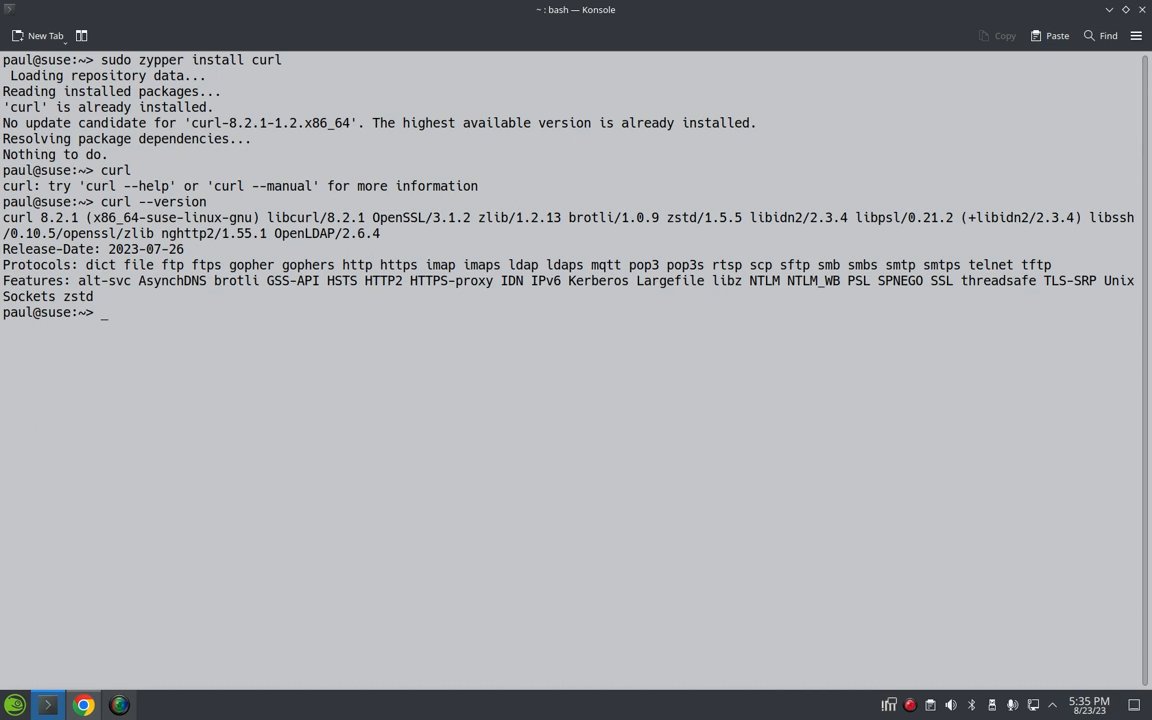 ~ : bash — Konsole
New Tab
Copy
Paste
Find
paul@suse:~> sudo zypper install curl
 Loading repository data...
Reading installed packages...
'curl' is already installed.
No update candidate for 'curl-8.2.1-1.2.x86_64'. The highest available version is already installed.
Resolving package dependencies...
Nothing to do.
paul@suse:~> curl
curl: try 'curl --help' or 'curl --manual' for more information
paul@suse:~> curl --version
curl 8.2.1 (x86_64-suse-linux-gnu) libcurl/8.2.1 OpenSSL/3.1.2 zlib/1.2.13 brotli/1.0.9 zstd/1.5.5 libidn2/2.3.4 libpsl/0.21.2 (+libidn2/2.3.4) libssh
/0.10.5/openssl/zlib nghttp2/1.55.1 OpenLDAP/2.6.4
Release-Date: 2023-07-26
Protocols: dict file ftp ftps gopher gophers http https imap imaps ldap ldaps mqtt pop3 pop3s rtsp scp sftp smb smbs smtp smtps telnet tftp
Features: alt-svc AsynchDNS brotli GSS-API HSTS HTTP2 HTTPS-proxy IDN IPv6 Kerberos Largefile libz NTLM NTLM_WB PSL SPNEGO SSL threadsafe TLS-SRP Unix
Sockets zstd
paul@suse:~> _
5:35 PM
8/23/23